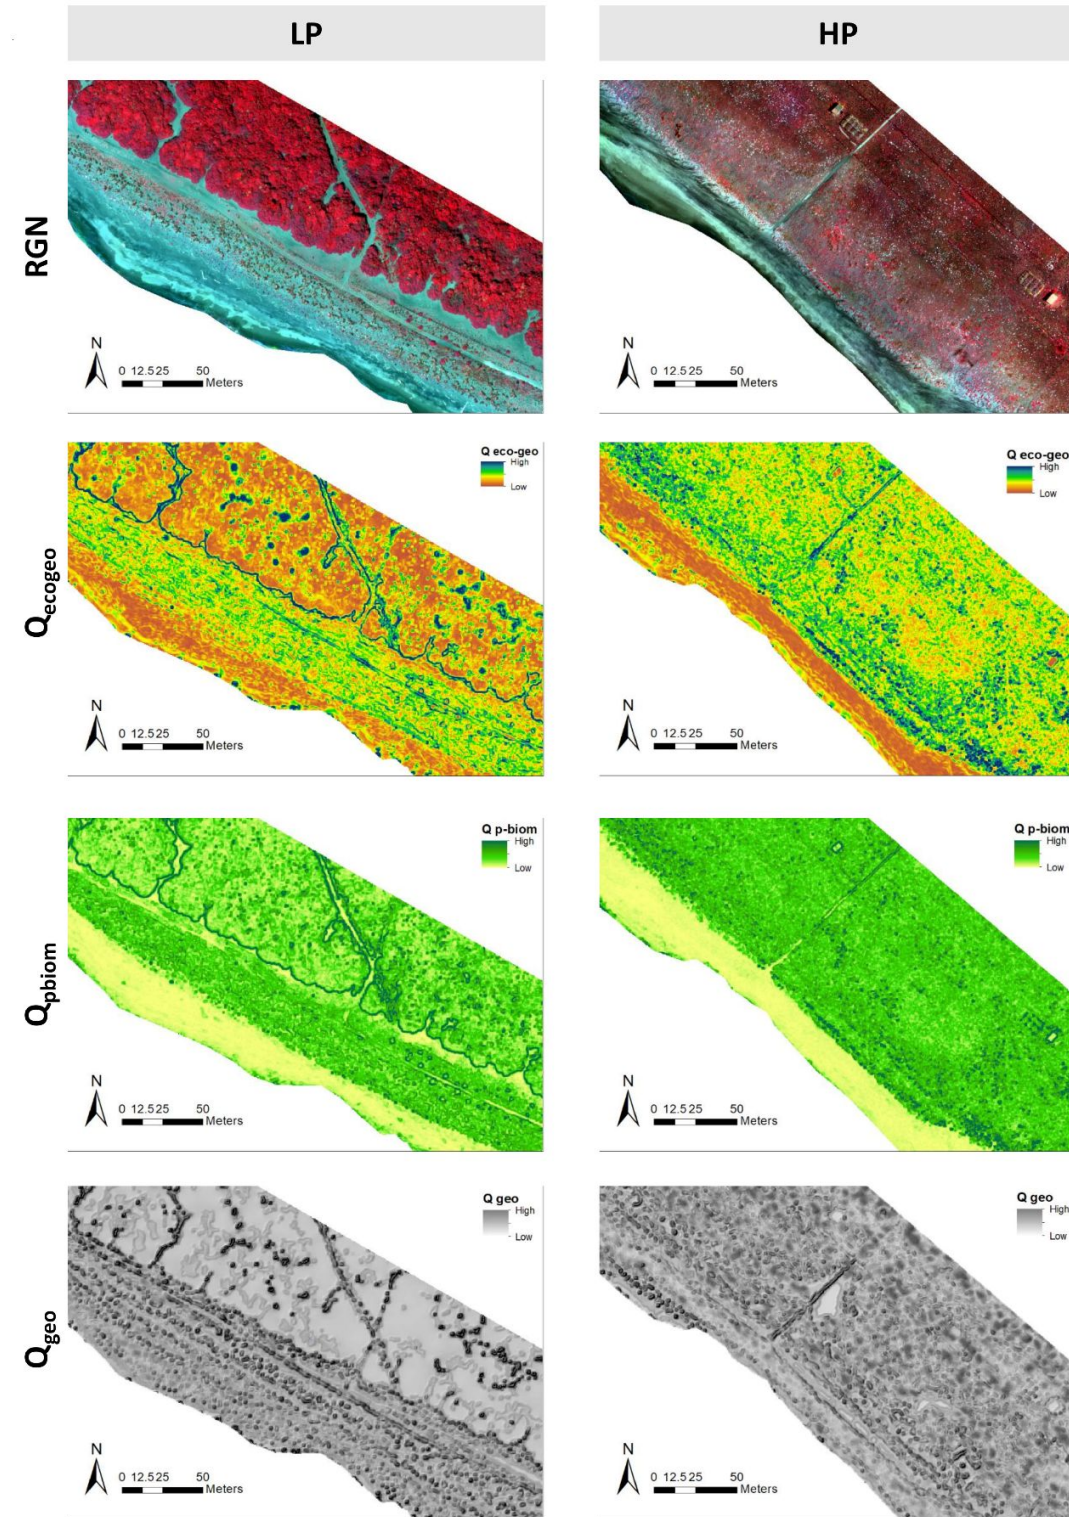 LP
HP
RGN
N
0 12.525 50
Meters
N
0 12.525 50
Meters
Qecogeo
Q eco-geo
High
Low
N
0 12.525 50
Meters
Q eco-geo
High
Low
N
0 12.525 50
Meters
Qpbiom
Q p-biom
High
Low
N
0 12.525 50
Meters
Q p-biom
High
Low
N
0 12.525 50
Meters
Qgeo
Q geo
High
Low
N
0 12.525 50
Meters
Q geo
High
Low
N
0 12.525 50
Meters